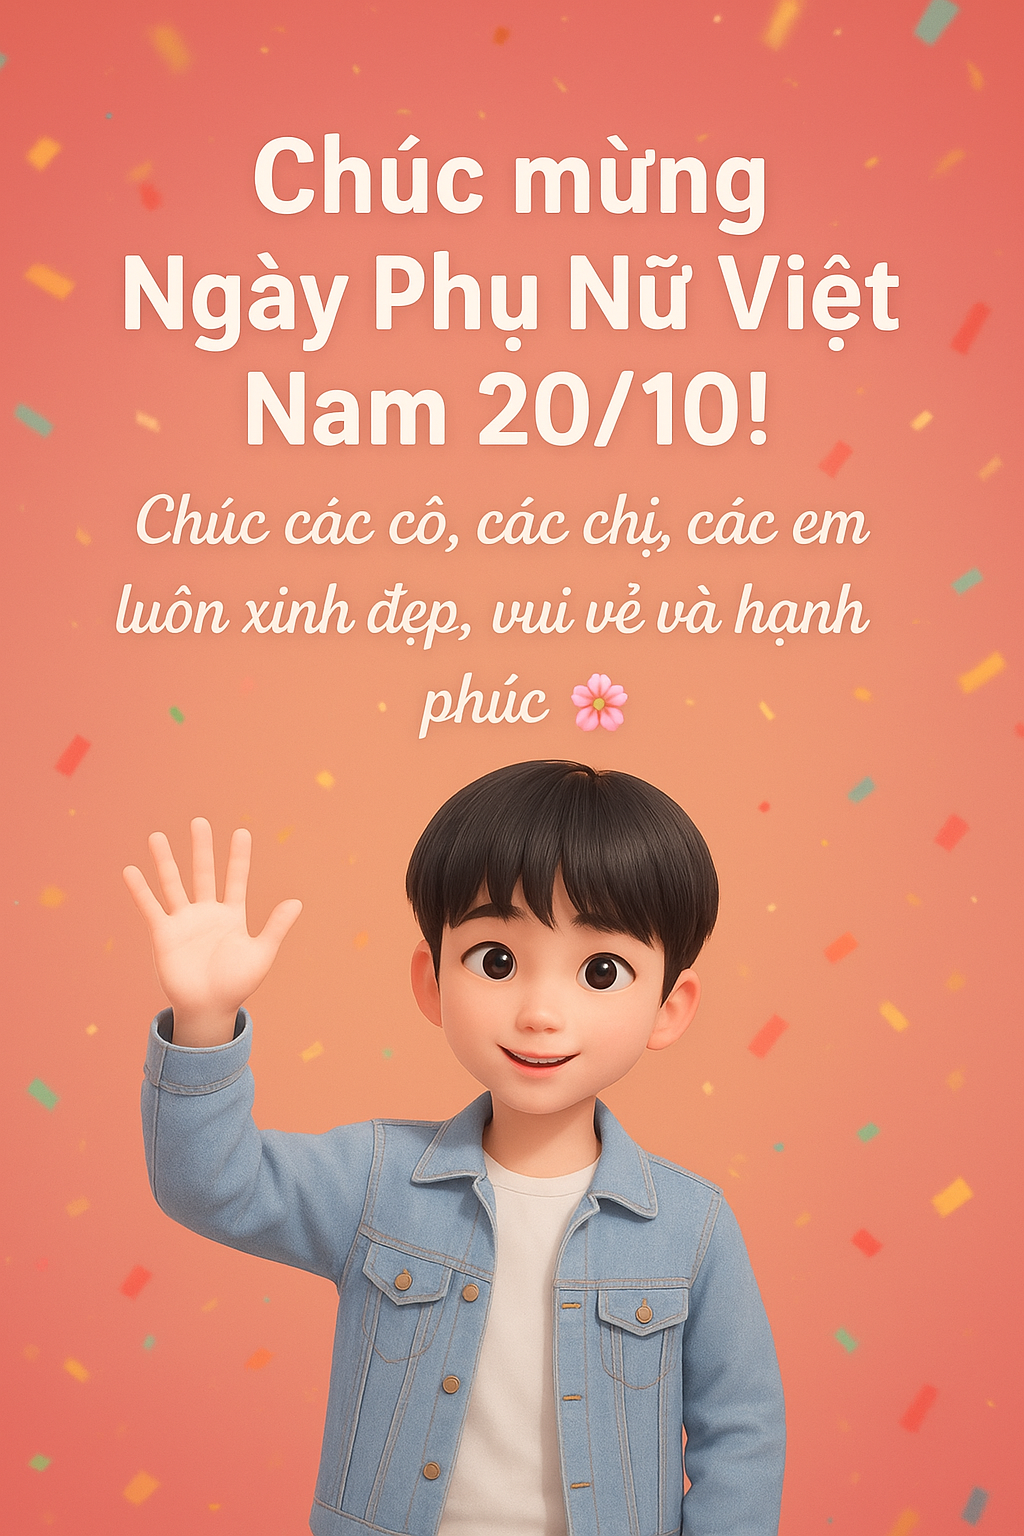 Chúc mừng
Ngày Phụ Nữ Việt
Nam 20/10!
Chúc các cô, các chị, các em
luôn xinh đẹp, vui vẻ và hạnh
phúc 🌸